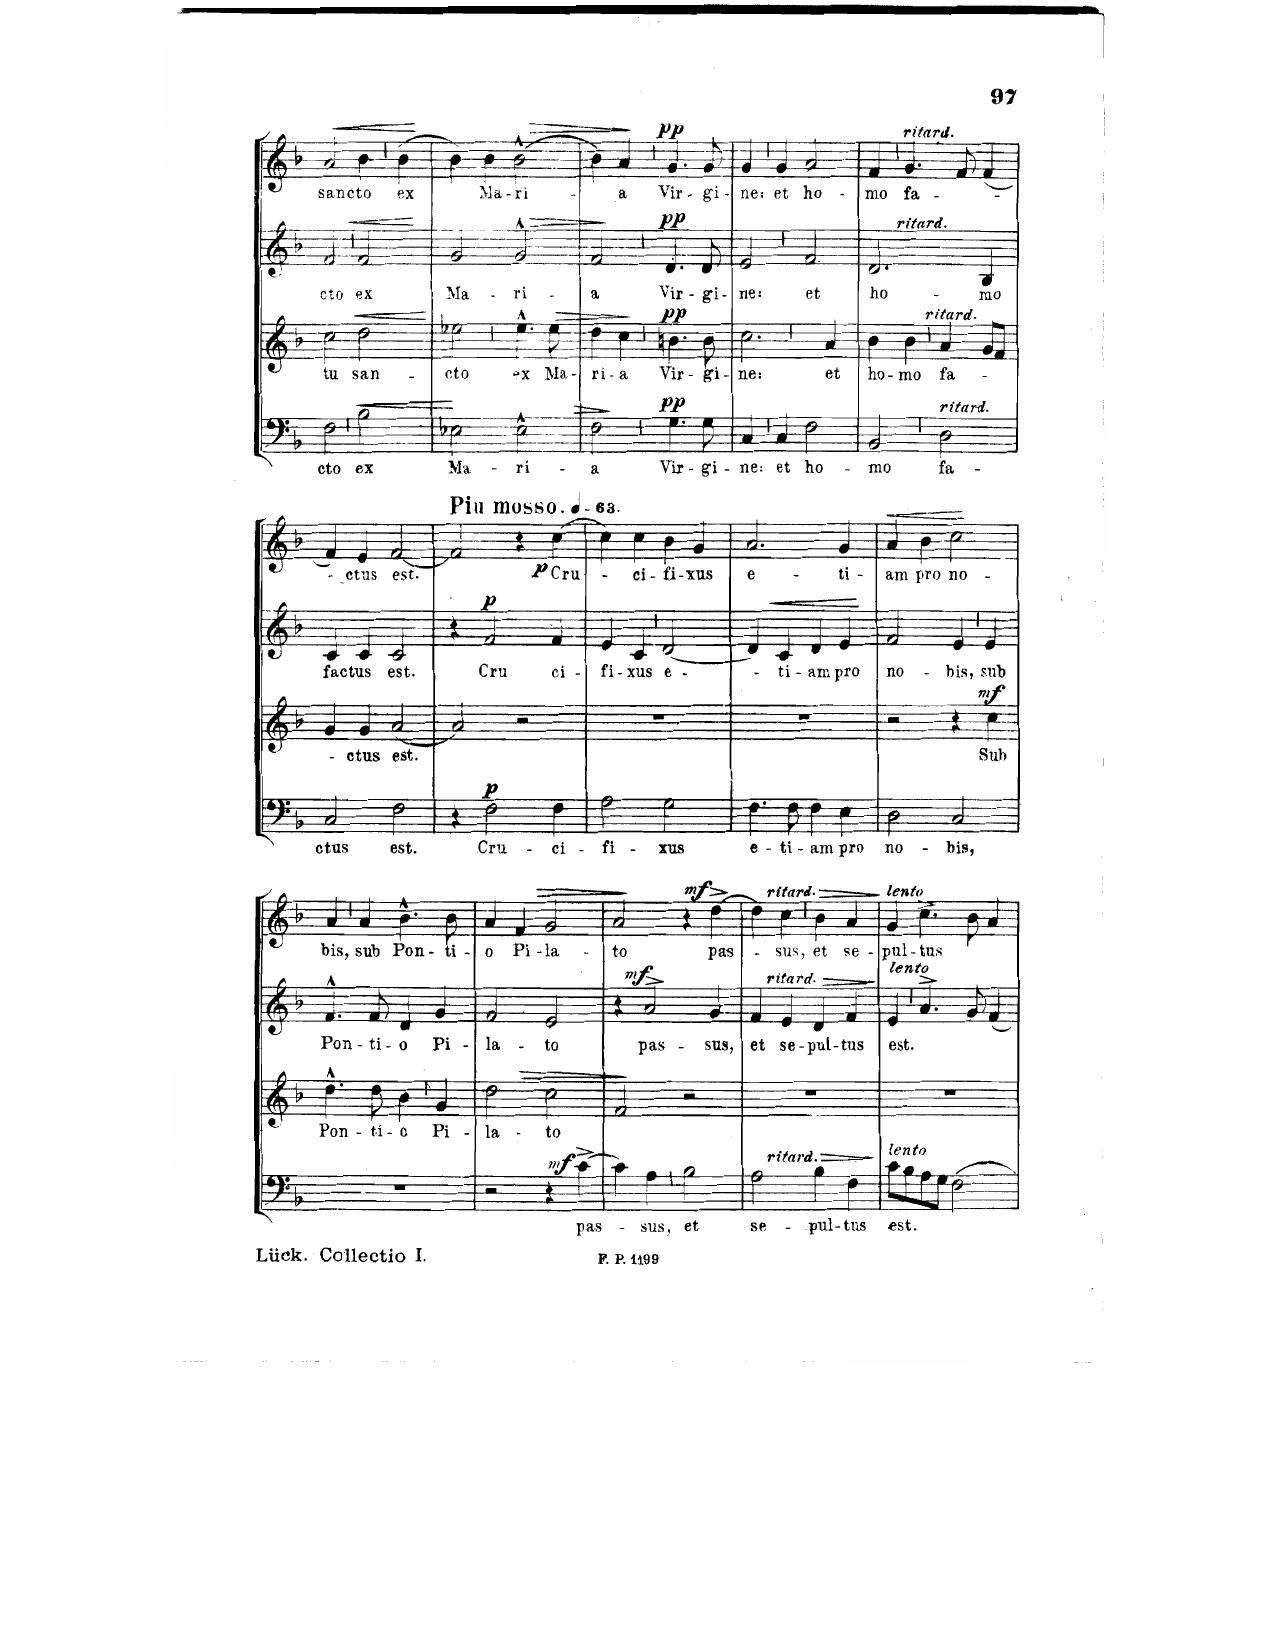 97
pp ritard.
sancto ex Ma-ri - a Vir-gi-ne: et ho - mo fa - -
pp ritard.
cto ex Ma - ri - a Vir-gi-ne: et ho - mo
pp ritard.
tu san - cto ex Ma-ri-a Vir-gi-ne: et ho-mo fa -
pp ritard.
cto ex Ma - ri - a Vir-gi-ne: et ho - mo fa -
Piu mosso. - 63.
- ctus est. p Cru - ci-fi-xus e - ti-am pro no -
p
factus est. Cru ci-fi-xus e - - ti-am pro no - bis, sub
mf
- ctus est. Sub
p
ctus est. Cru - ci - fi - xus e-ti-am pro no - bis,
mf ritard. lento
bis, sub Pon-ti-o Pi-la - to pas - sus, et se-pul-tus
mf ritard. lento
Pon-ti-o Pi-la - to pas - sus, et se-pul-tus est.
Pon-ti-o Pi-la - to
mf ritard. lento
pas - sus, et se - pul-tus est.
Lück. Collectio I. F. P. 1199